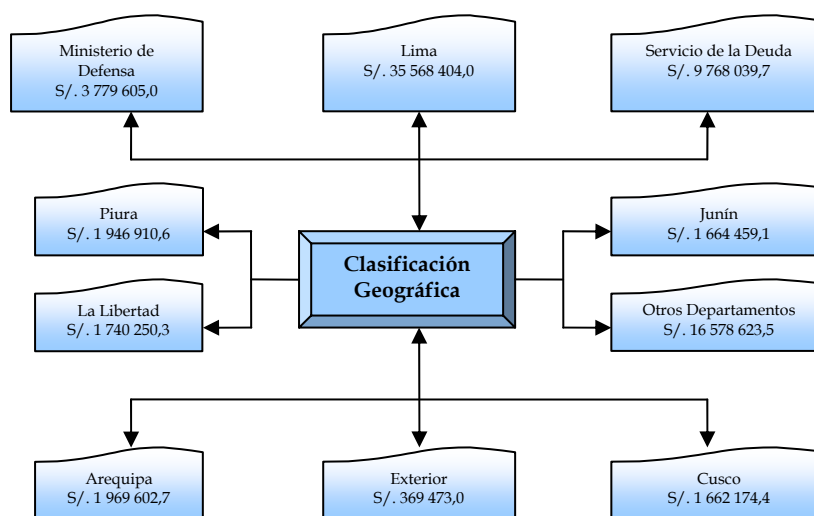 Ministerio de
Defensa
S/. 3 779 605,0
Lima
S/. 35 568 404,0
Servicio de la Deuda
S/. 9 768 039,7
Piura
S/. 1 946 910,6
Junín
S/. 1 664 459,1
Clasificación
Geográfica
La Libertad
S/. 1 740 250,3
Otros Departamentos
S/. 16 578 623,5
Arequipa
S/. 1 969 602,7
Exterior
S/. 369 473,0
Cusco
S/. 1 662 174,4